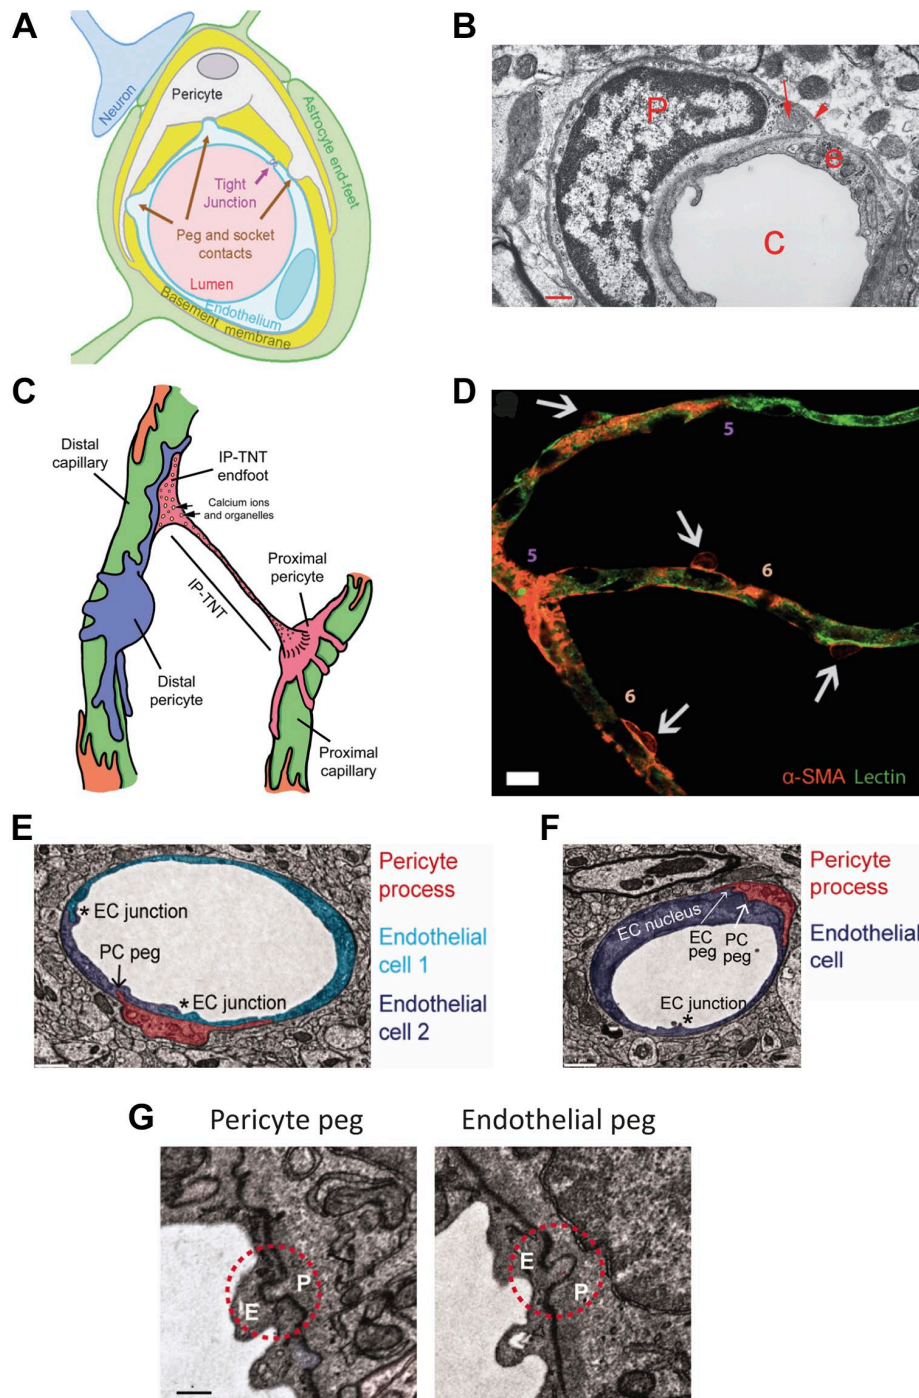 A
Neuron
Pericyte
Astrocyte end-feet
Tight
Junction
Peg and socket
contacts
Lumen
Endothelium
Basement membrane
B
P
e
C
C
Distal
capillary
IP-TNT
endfoot
Calcium ions
and organelles
Proximal
pericyte
IP-TNT
Distal
pericyte
Proximal
capillary
D
5
5
6
6
α-SMA Lectin
E
* EC junction
PC peg
* EC junction
Pericyte
process
Endothelial
cell 1
Endothelial
cell 2
F
EC nucleus
EC
peg
PC
peg
EC junction
*
Pericyte
process
Endothelial
cell
G
Pericyte peg
Endothelial peg
E
P
E
P